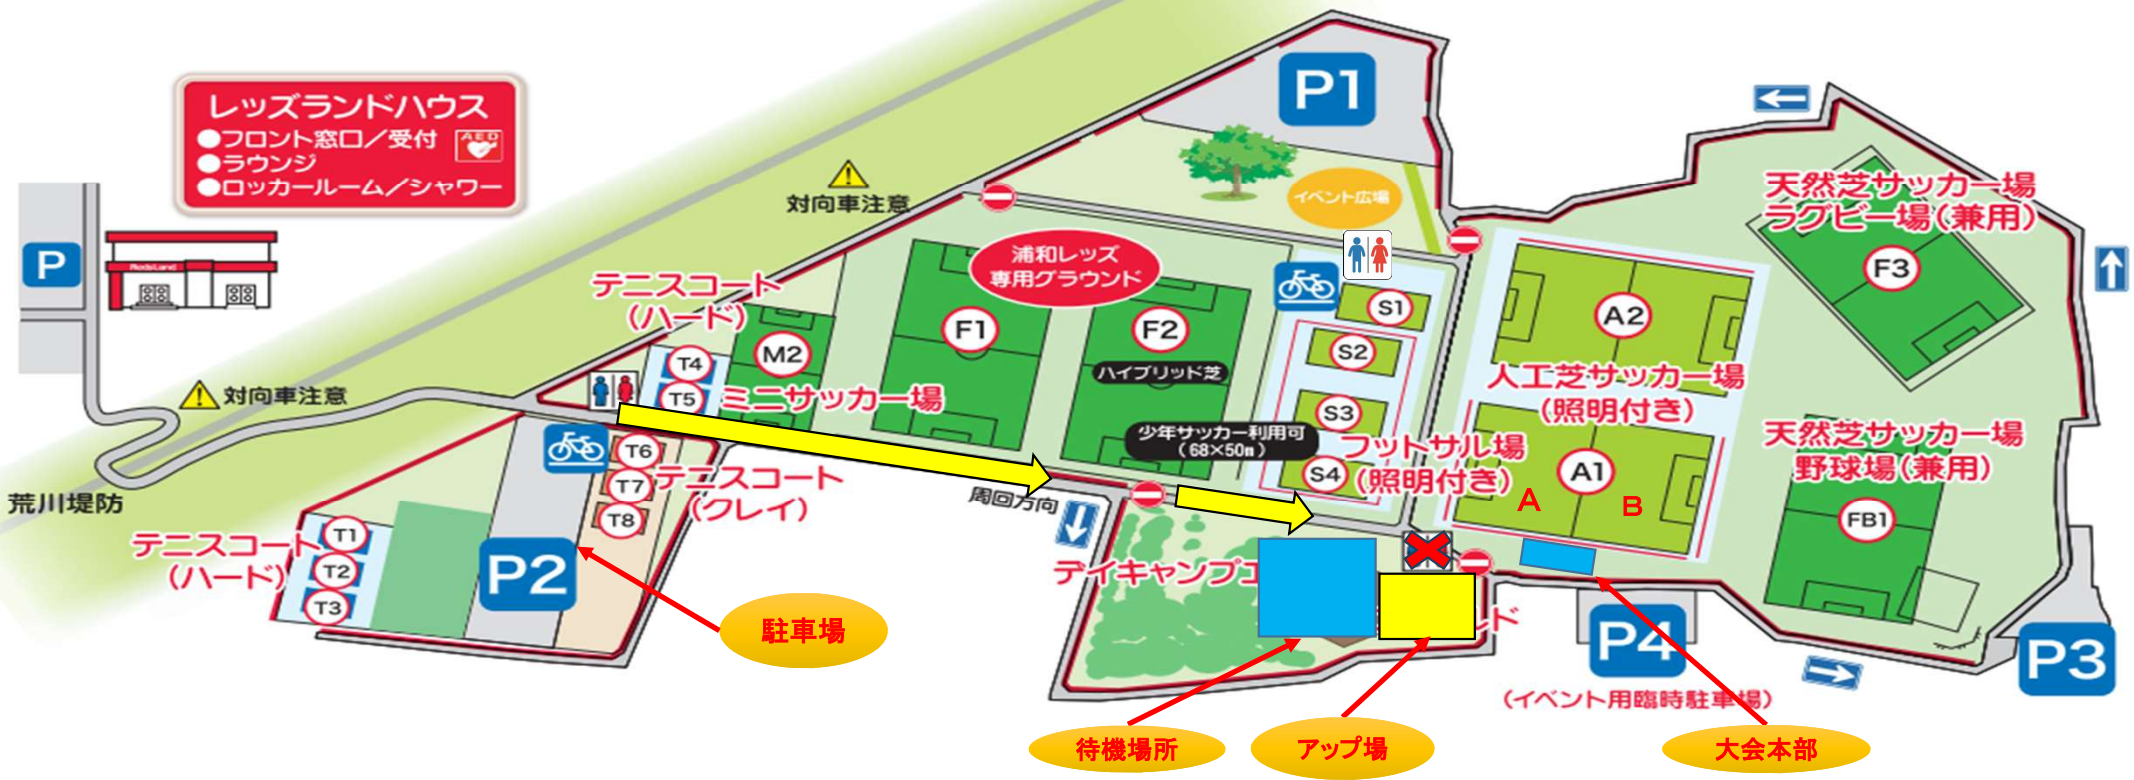 レッズランドハウス
●フロント窓口／受付
AED
●ラウンジ
●ロッカールーム／シャワー
P
RedsLand
荒川堤防
対向車注意
対向車注意
P1
イベント広場
浦和レッズ
専用グラウンド
テニスコート
（ハード）
T4
T5
M2
ミニサッカー場
F1
F2
ハイブリッド芝
少年サッカー利用可
（68×50m）
S1
S2
S3
S4
フットサル場
（照明付き）
A2
人工芝サッカー場
（照明付き）
A1
A
B
天然芝サッカー場
ラグビー場（兼用）
F3
天然芝サッカー場
野球場（兼用）
FB1
T6
T7
T8
テニスコート
（クレイ）
テニスコート
（ハード）
T1
T2
T3
P2
駐車場
周回方向
デイキャンプ
ド
P4
（イベント用臨時駐車場）
P3
待機場所
アップ場
大会本部